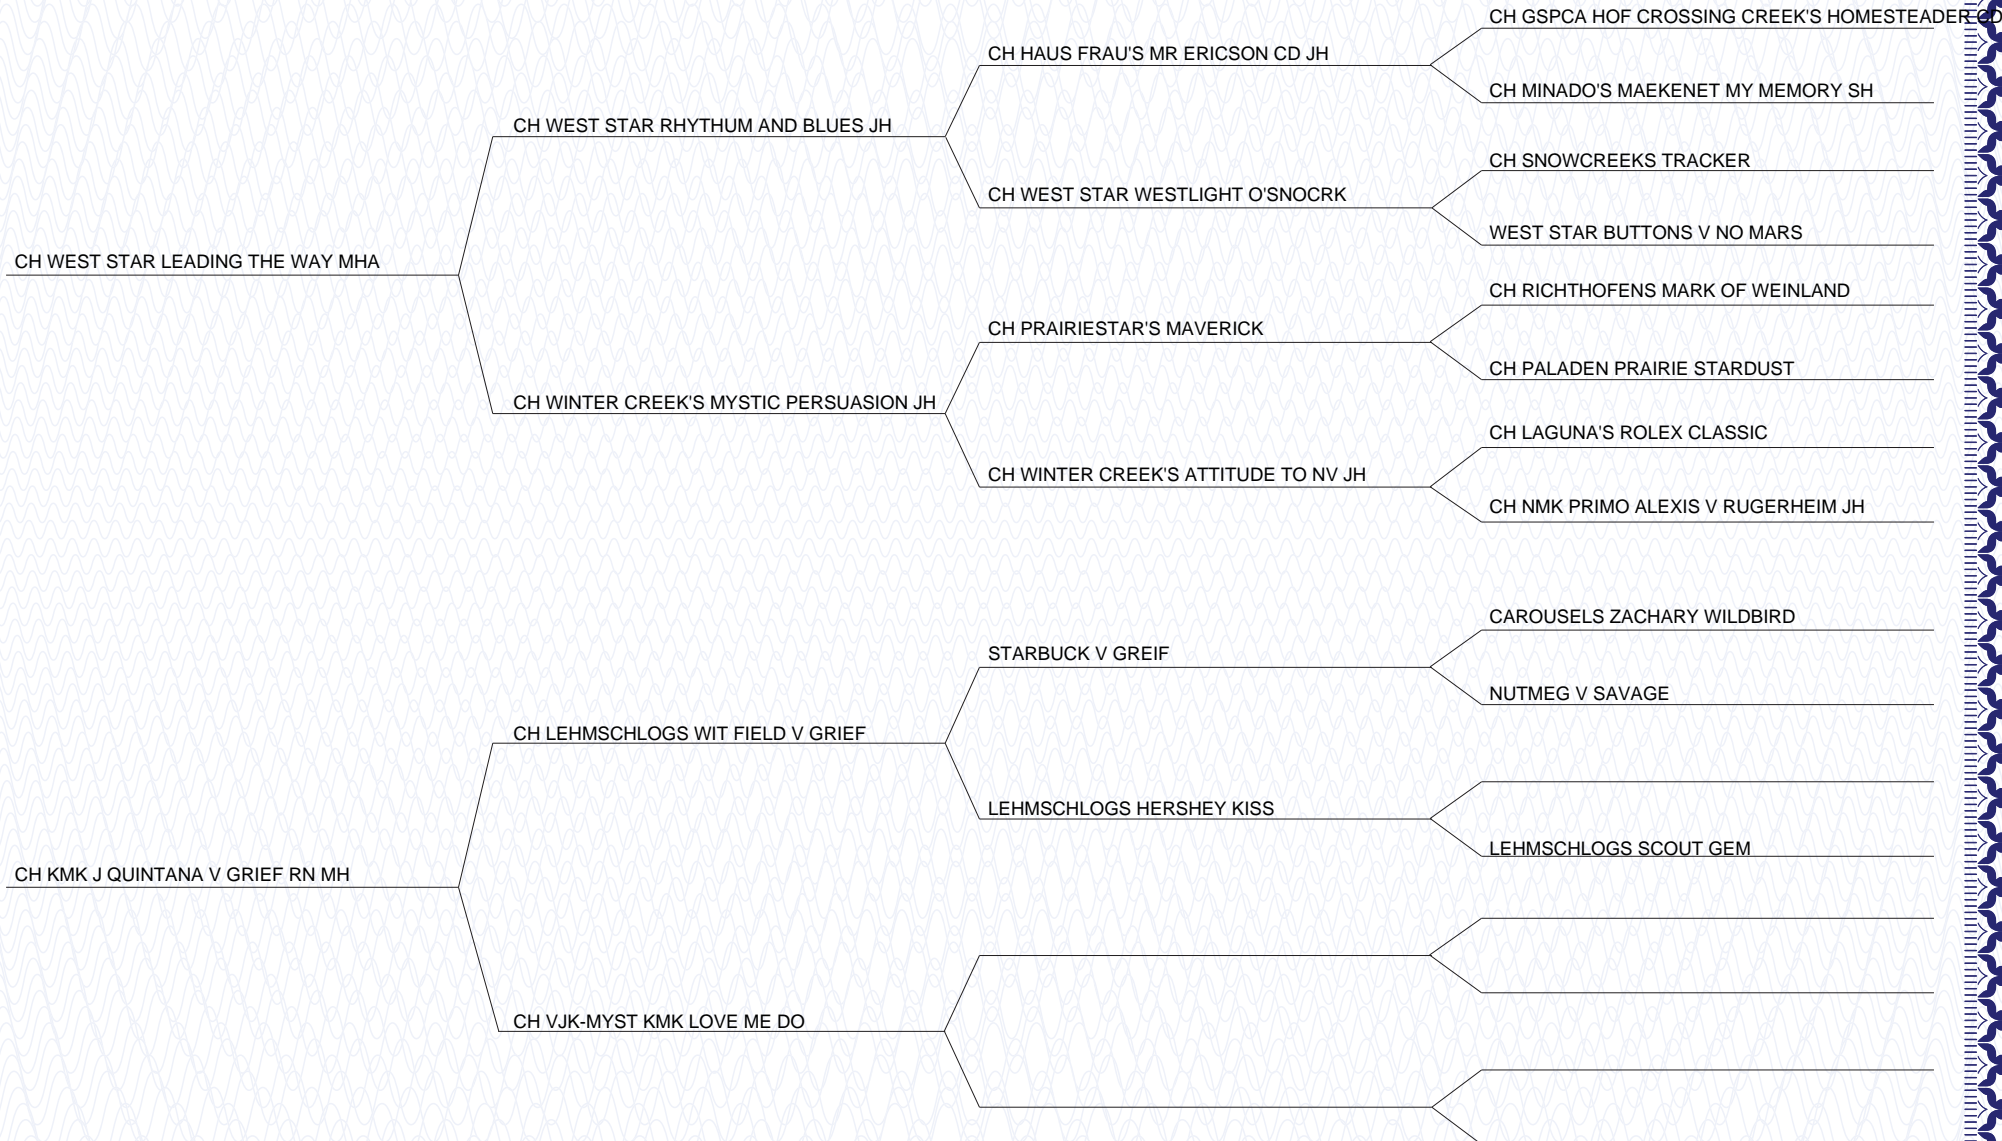 CH GSPCA HOF CROSSING CREEK'S HOMESTEADER CD
CH HAUS FRAU'S MR ERICSON CD JH
CH MINADO'S MAEKENET MY MEMORY SH
CH WEST STAR RHYTHUM AND BLUES JH
CH SNOWCREEKS TRACKER
CH WEST STAR WESTLIGHT O'SNOCRK
WEST STAR BUTTONS V NO MARS
CH WEST STAR LEADING THE WAY MHA
CH RICHTHOFENS MARK OF WEINLAND
CH PRAIRIESTAR'S MAVERICK
CH PALADEN PRAIRIE STARDUST
CH WINTER CREEK'S MYSTIC PERSUASION JH
CH LAGUNA'S ROLEX CLASSIC
CH WINTER CREEK'S ATTITUDE TO NV JH
CH NMK PRIMO ALEXIS V RUGERHEIM JH
CAROUSELS ZACHARY WILDBIRD
STARBUCK V GREIF
NUTMEG V SAVAGE
CH LEHMSCHLOGS WIT FIELD V GRIEF
LEHMSCHLOGS HERSHEY KISS
LEHMSCHLOGS SCOUT GEM
CH KMK J QUINTANA V GRIEF RN MH
CH VJK-MYST KMK LOVE ME DO